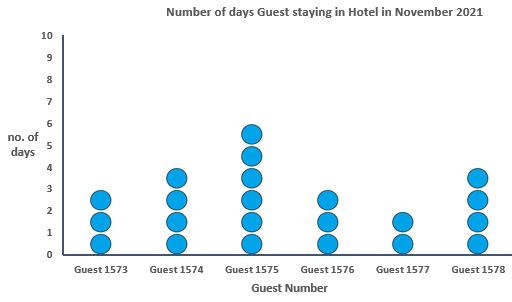 Number of days Guest staying in Hotel in November 2021
10
9
8
7
6
5
4
3
2
1
0
no. of
days
Guest 1573 Guest 1574 Guest 1575 Guest 1576 Guest 1577 Guest 1578
Guest Number